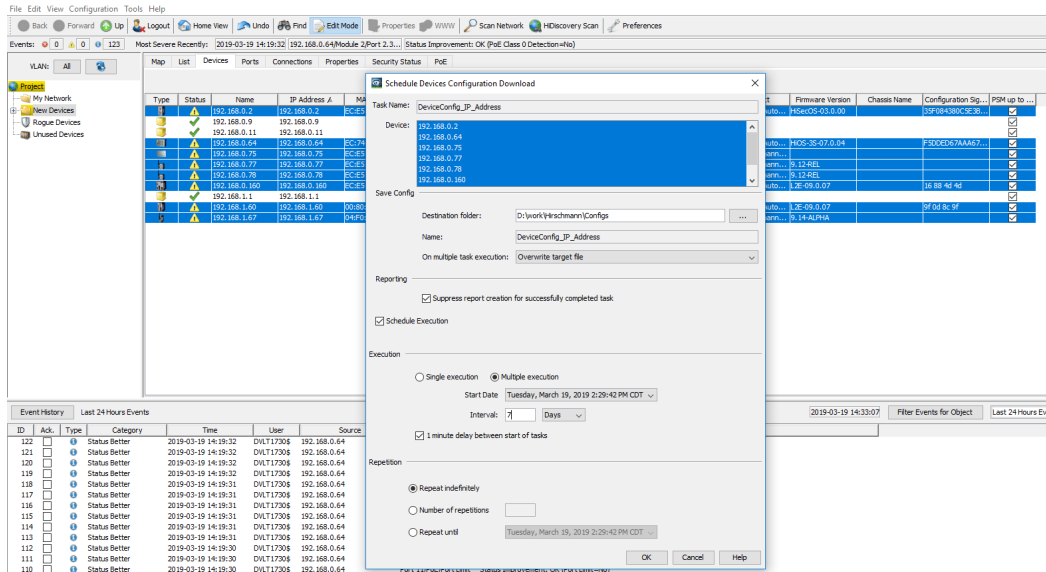 File Edit View Configuration Tools Help
Back Forward Up Logout Home View Undo Find Edit Mode Properties WWW Scan Network HiDiscovery Scan Preferences
Events: 0 0 123 Most Severe Recently: 2019-03-19 14:19:32 192.168.0.64/Module 2/Port 2.3... Status Improvement: OK (PoE Class 0 Detection=No)
VLAN: All
Map List Devices Ports Connections Properties Security Status PoE
Project
My Network
New Devices
Rogue Devices
Unused Devices
Type Status Name IP Address MA
Firmware Version Chassis Name Configuration Sig... PSM up to ...
192.168.0.2 192.168.0.2 EC:E5 uto... HSecOS-03.0.00 35F084380C5E3B...
192.168.0.9 192.168.0.9
192.168.0.11 192.168.0.11
192.168.0.64 192.168.0.64 EC:74 uto... HiOS-3S-07.0.04 F5DDED67AAA67...
192.168.0.75 192.168.0.75 EC:E5 ann...
192.168.0.77 192.168.0.77 EC:E5 ann... 9.12-REL
192.168.0.78 192.168.0.78 EC:E5 ann... 9.12-REL
192.168.0.160 192.168.0.160 EC:E5 uto... L2E-09.0.07 16 88 4d 4d
192.168.1.1 192.168.1.1
192.168.1.60 192.168.1.60 00:80: uto... L2E-09.0.07 9f 0d 8c 9f
192.168.1.67 192.168.1.67 04:F0: ann... 9.14-ALPHA
Schedule Devices Configuration Download
Task Name: DeviceConfig_IP_Address
Device: 192.168.0.2
192.168.0.64
192.168.0.75
192.168.0.77
192.168.0.78
192.168.0.160
Save Config
Destination folder: D:\work\Hirschmann\Configs ...
Name: DeviceConfig_IP_Address
On multiple task execution: Overwrite target file
Reporting
Suppress report creation for successfully completed task
Schedule Execution
Execution
Single execution Multiple execution
Start Date Tuesday, March 19, 2019 2:29:42 PM CDT
Interval: 7 Days
1 minute delay between start of tasks
Repetition
Repeat indefinitely
Number of repetitions
Repeat until Tuesday, March 19, 2019 2:29:42 PM CDT
OK Cancel Help
Event History Last 24 Hours Events 2019-03-19 14:33:07 Filter Events for Object Last 24 Hours Ev
ID Ack. Type Category Time User Source
122 Status Better 2019-03-19 14:19:32 DVLT1730$ 192.168.0.64
121 Status Better 2019-03-19 14:19:32 DVLT1730$ 192.168.0.64
120 Status Better 2019-03-19 14:19:32 DVLT1730$ 192.168.0.64
119 Status Better 2019-03-19 14:19:32 DVLT1730$ 192.168.0.64
118 Status Better 2019-03-19 14:19:31 DVLT1730$ 192.168.0.64
117 Status Better 2019-03-19 14:19:31 DVLT1730$ 192.168.0.64
116 Status Better 2019-03-19 14:19:31 DVLT1730$ 192.168.0.64
115 Status Better 2019-03-19 14:19:31 DVLT1730$ 192.168.0.64
114 Status Better 2019-03-19 14:19:31 DVLT1730$ 192.168.0.64
113 Status Better 2019-03-19 14:19:31 DVLT1730$ 192.168.0.64
112 Status Better 2019-03-19 14:19:30 DVLT1730$ 192.168.0.64
111 Status Better 2019-03-19 14:19:30 DVLT1730$ 192.168.0.64
110 Status Better 2019-03-19 14:19:30 DVLT1730$ 192.168.0.64